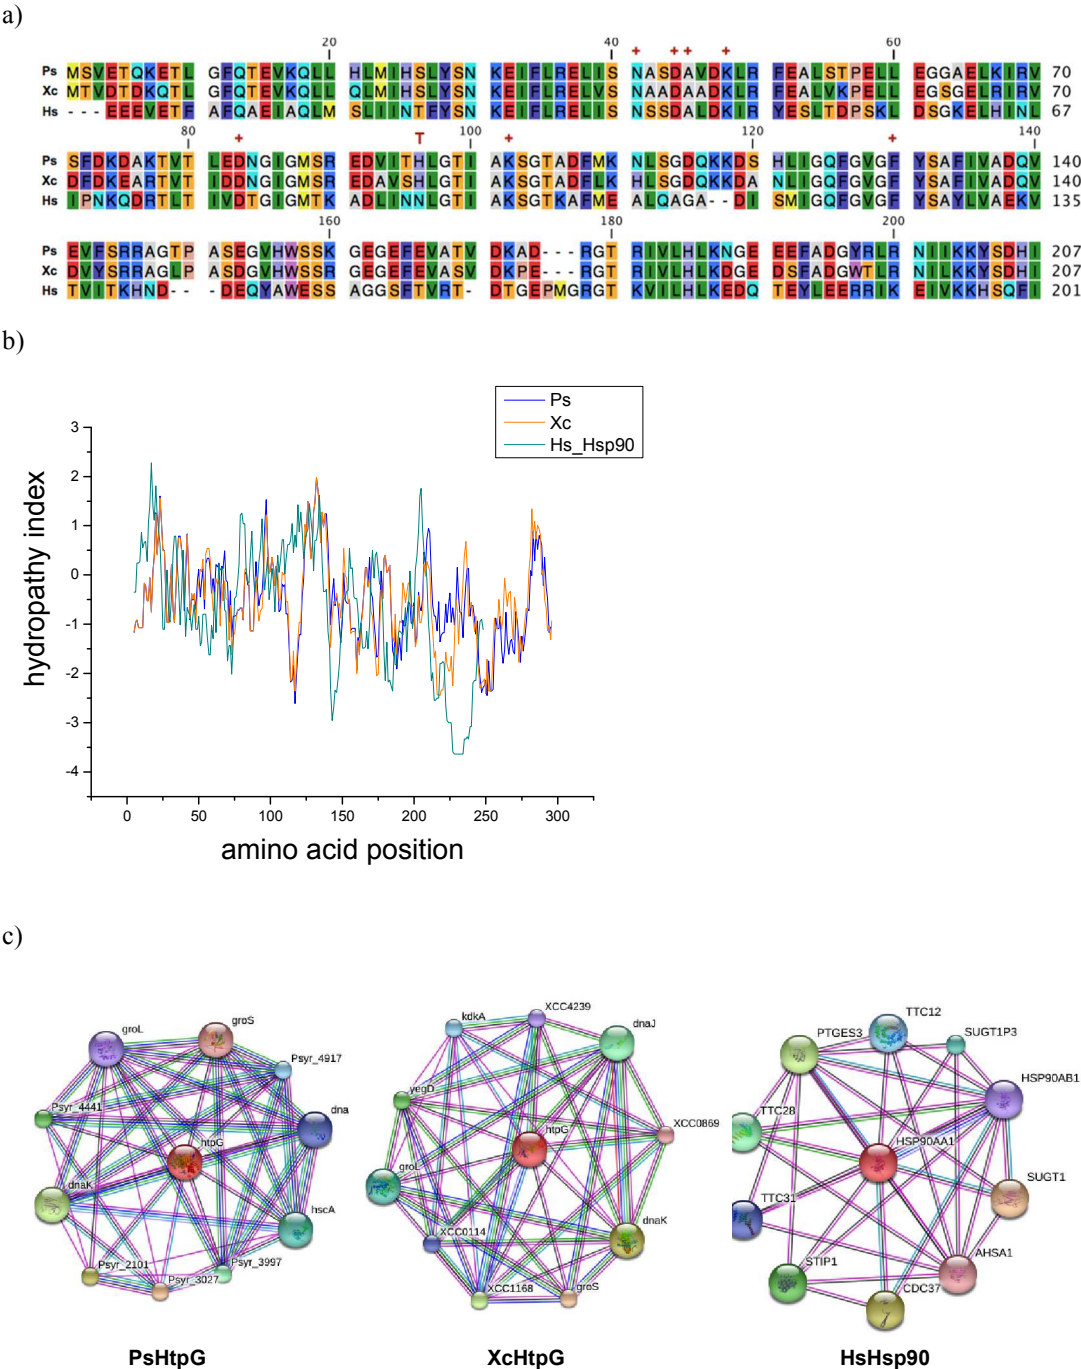 a)
20 40 + + + + 60
Ps MSVETQKETL GFQTEVKQLL HLMIHSLYSN KEIFLRELIS NASDAVDKLR FEALSTPELL EGGAELKIRV 70
Xc MTVDTDKQTL GFQTEVKQLL QLMIHSLYSN KEIFLRELVS NAADAADKLR FEALVKPELL EGSGELRIRV 70
Hs ---EEEVETF AFQAEIAQLM SLIINTFYSN KEIFLRELIS NSSDALDKIR YESLTDPSKL DSGKELHINL 67
80 + T 100 + 120 + 140
Ps SFDKDAKTVT LEDNGIGMSR EDVITHLGTI AKSGTADFMK NLSGDQKKDS HLIGQFGVGF YSAFIVADQV 140
Xc DFDKEARTVT IDDNGIGMSR EDAVSHLGTI AKSGTADFLK HLSGDQKKDA NLIGQFGVGF YSAFIVADQV 140
Hs IPNKQDRTLT IVDTGIGMTK ADLINNLGTI AKSGTKAFME ALQAGA--DI SMIGQFGVGF YSAYLVAEKV 135
160 180 200
Ps EVFSRRAGTP ASEGVHWSSK GEGEFEVATV DKAD---RGT RIVLHLKNGE EEFADGYRLR NIIKKYSDHI 207
Xc DVYSRRAGLP ASDGVHWSSR GEGEFEVASV DKPE---RGT RIVLHLKDGE DSFADGWTLR NILKKYSDHI 207
Hs TVITKHND-- -DEQYAWESS AGGSFTVRT- DTGEPMGRGT KVILHLKEDQ TEYLEERRIK EIVKKHSQFI 201
b)
Ps
Xc
Hs_Hsp90
3
2
1
0
-1
-2
-3
-4
hydropathy index
0 50 100 150 200 250 300
amino acid position
c)
groL
groS
Psyr_4917
Psyr_4441
dna
htpG
dnaK
hscA
Psyr_2101
Psyr_3027
Psyr_3997
PsHtpG
kdkA
XCC4239
dnaJ
yegD
XCC0869
htpG
groL
XCC0114
dnaK
XCC1168
groS
XcHtpG
TTC12
PTGES3
SUGT1P3
HSP90AB1
TTC28
HSP90AA1
SUGT1
TTC31
AHSA1
STIP1
CDC37
HsHsp90